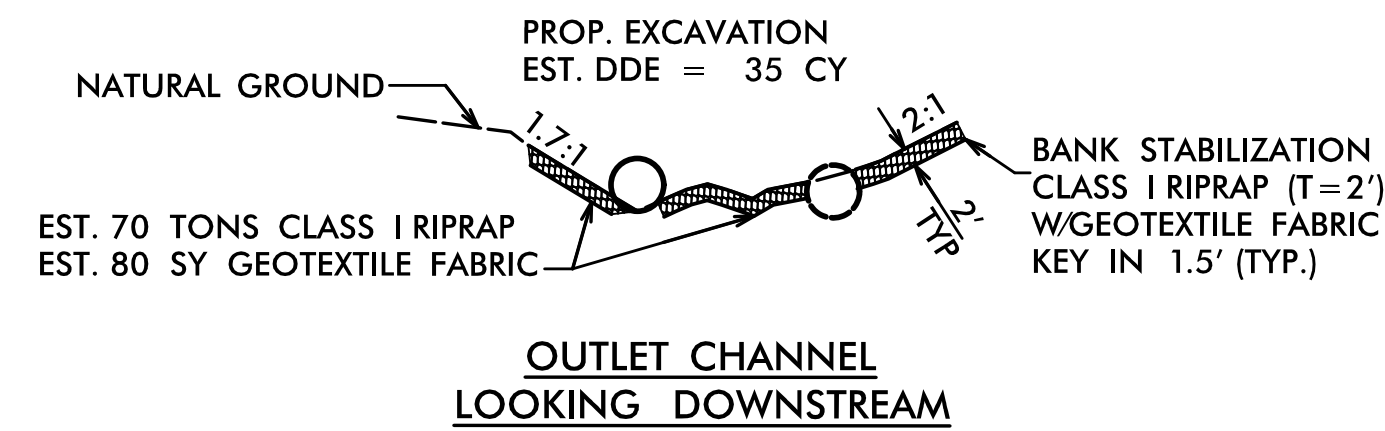 PROP. EXCAVATION
EST. DDE = 35 CY
NATURAL GROUND
1.7:1
2:1
BANK STABILIZATION
CLASS I RIPRAP (T=2')
W/GEOTEXTILE FABRIC
KEY IN 1.5' (TYP.)
2'
TYP
EST. 70 TONS CLASS I RIPRAP
EST. 80 SY GEOTEXTILE FABRIC
OUTLET CHANNEL
LOOKING DOWNSTREAM